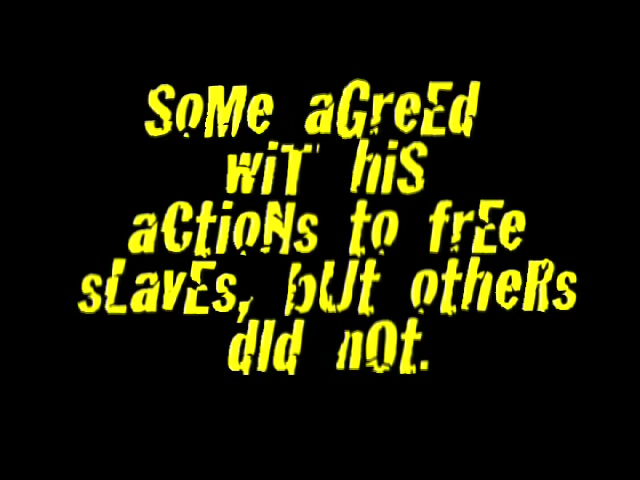 SoMe aGreEd
wiT' hiS
aCtioNs to frEe
sLavEs, bUt otheRs
dId nOt.